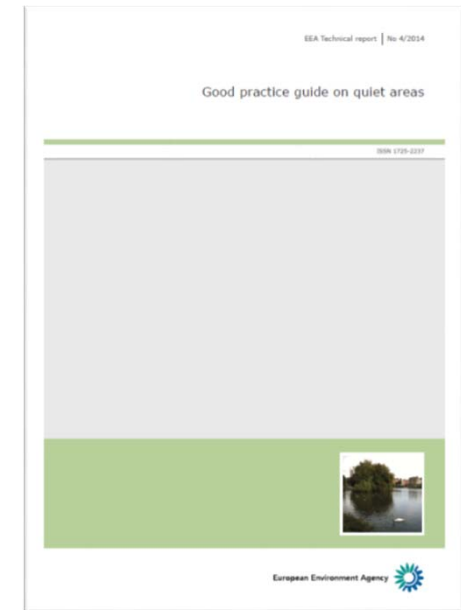 EEA Technical report | No 4/2014
Good practice guide on quiet areas
ISSN 1725-2237
European Environment Agency